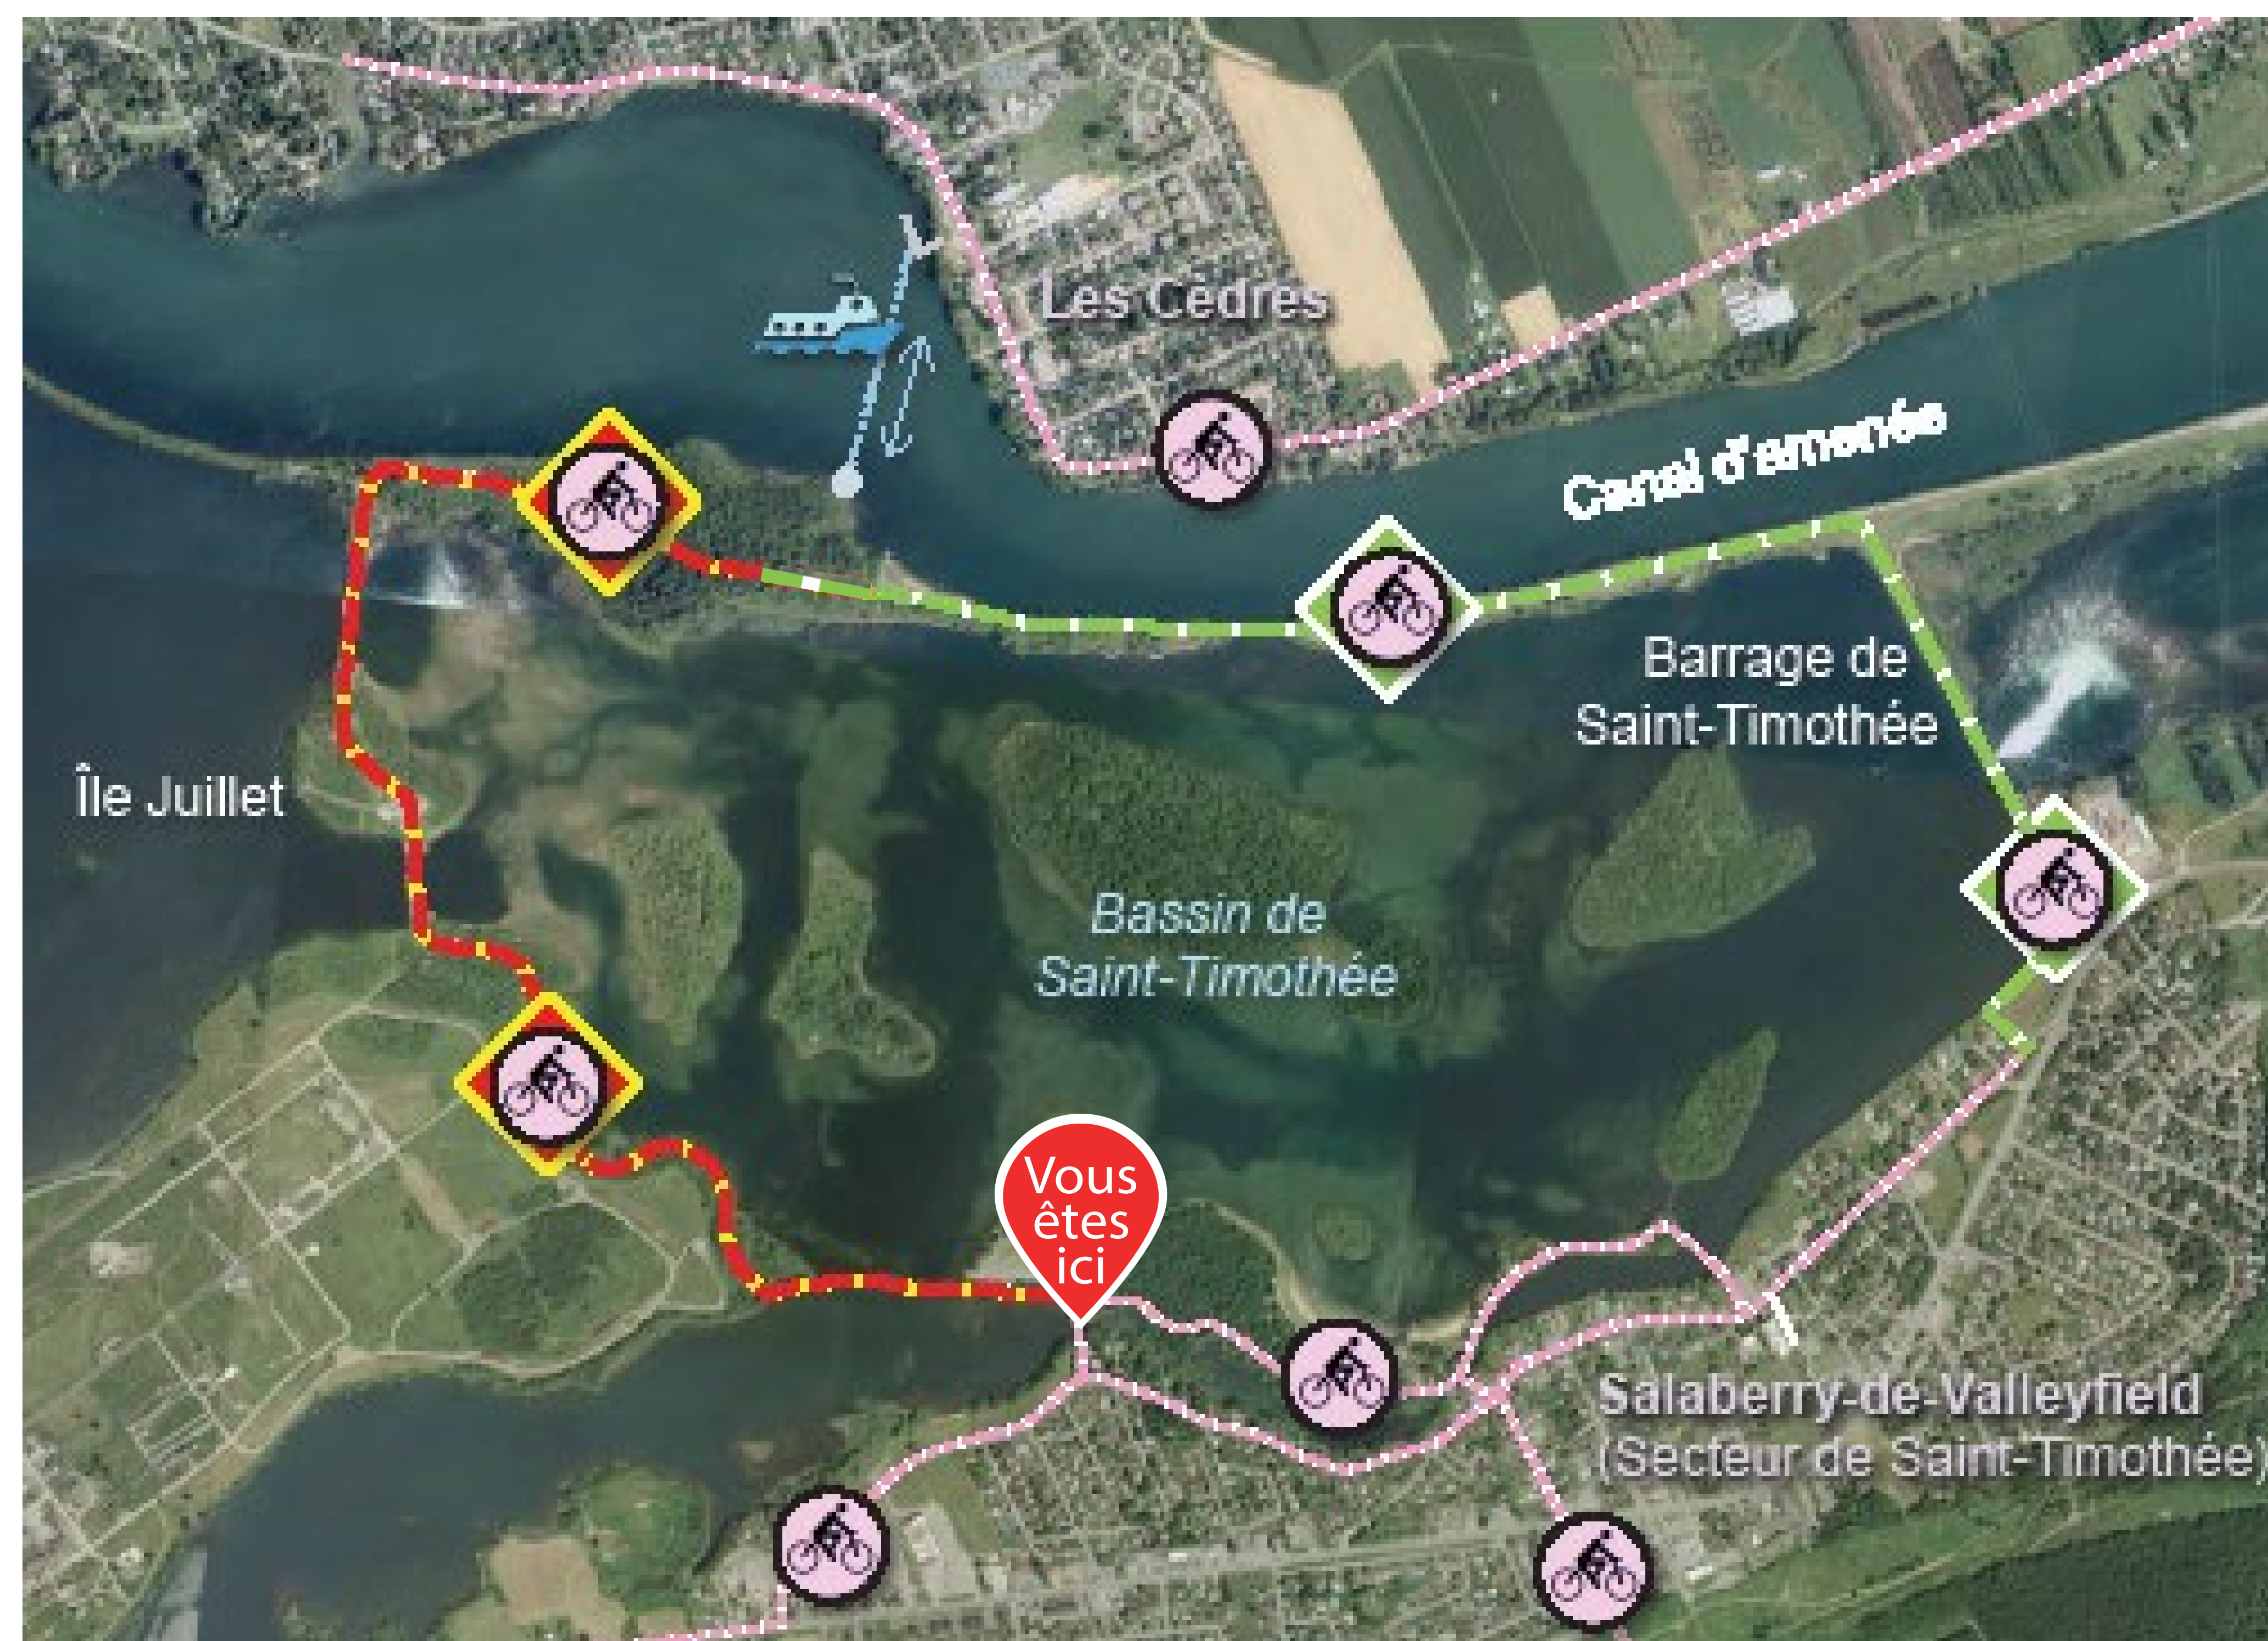 Les Cèdres
Canal d'amenée
Barrage de
Saint-Timothée
Île Juillet
Bassin de
Saint-Timothée
Vous
êtes
ici
Salaberry-de-Valleyfield
(Secteur de Saint-Timothée)